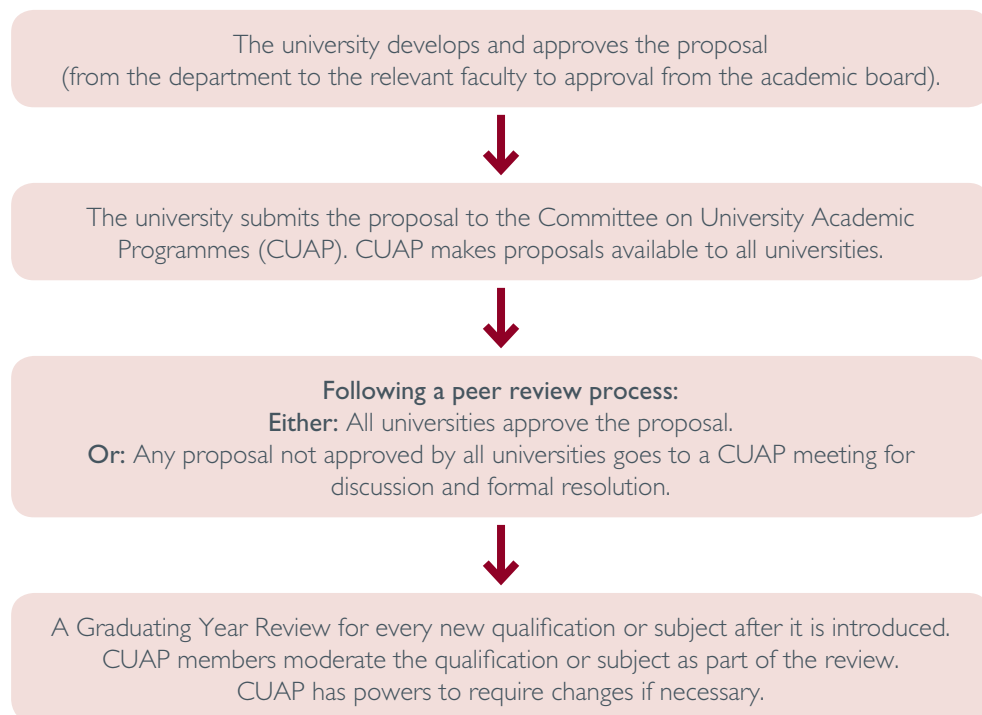 The university develops and approves the proposal
(from the department to the relevant faculty to approval from the academic board).
The university submits the proposal to the Committee on University Academic
Programmes (CUAP). CUAP makes proposals available to all universities.
Following a peer review process:
Either: All universities approve the proposal.
Or: Any proposal not approved by all universities goes to a CUAP meeting for
discussion and formal resolution.
A Graduating Year Review for every new qualification or subject after it is introduced.
CUAP members moderate the qualification or subject as part of the review.
CUAP has powers to require changes if necessary.